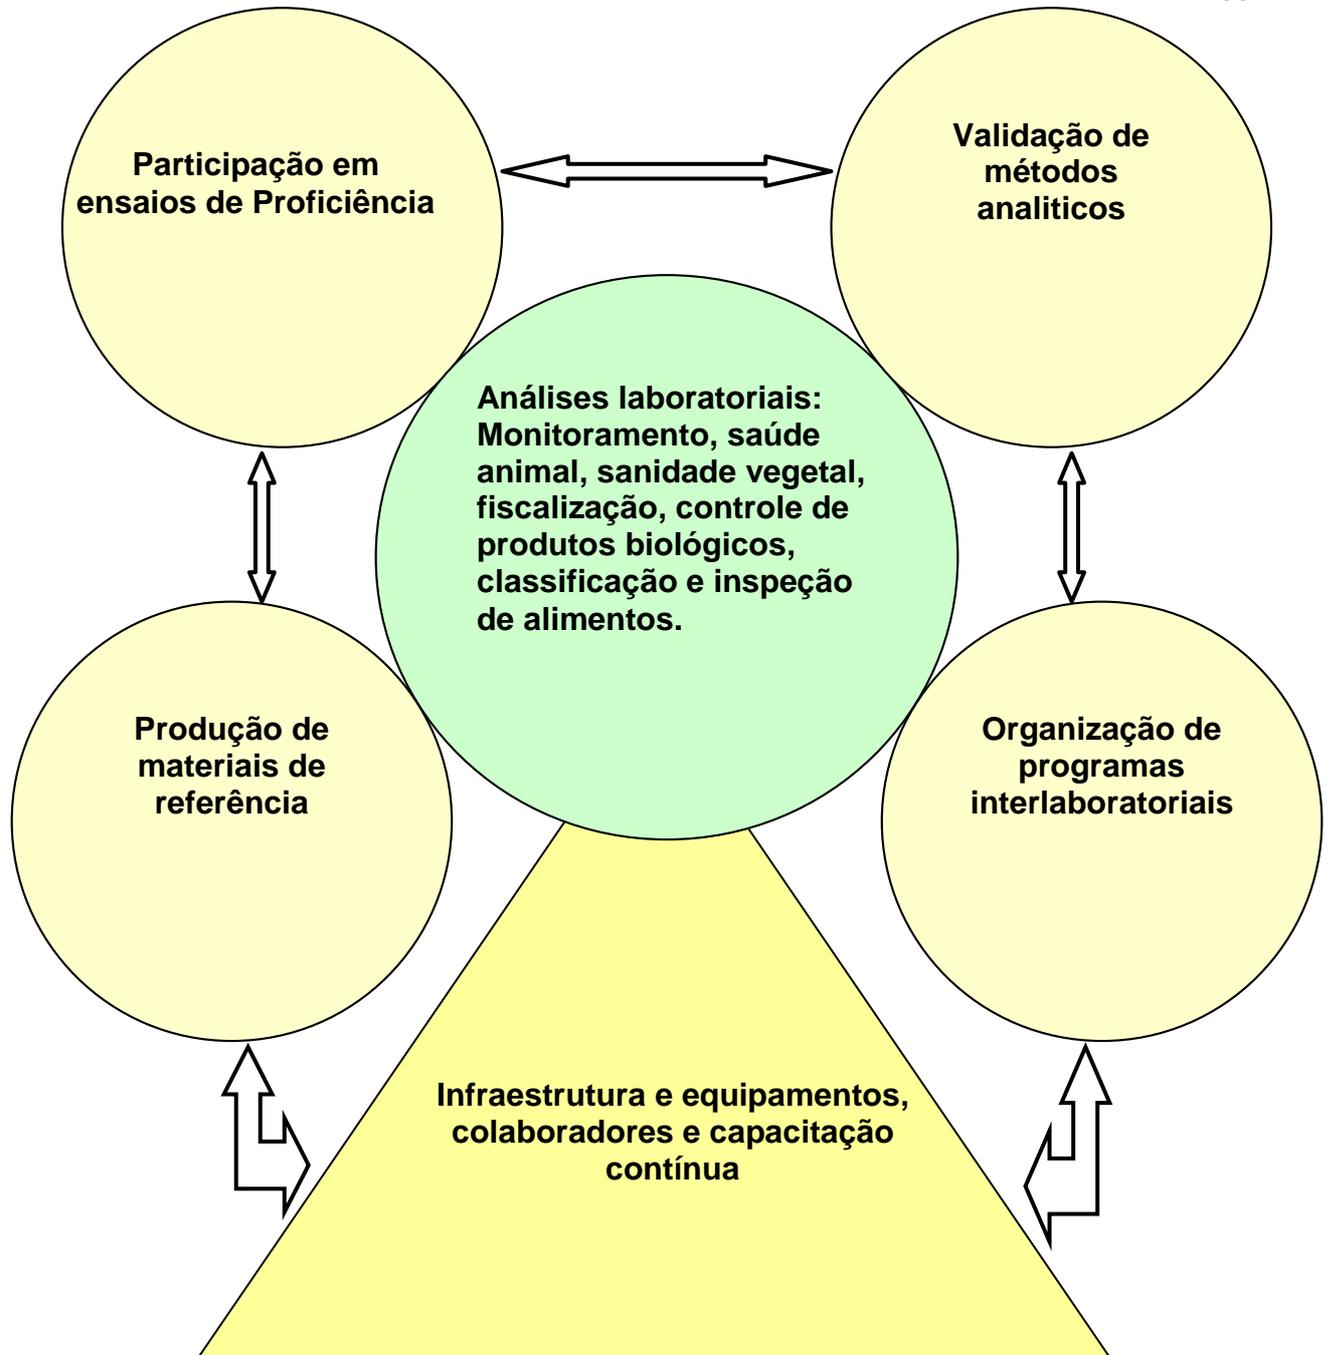 Participação em
ensaios de Proficiência
Validação de
métodos
analiticos
Análises laboratoriais:
Monitoramento, saúde
animal, sanidade vegetal,
fiscalização, controle de
produtos biológicos,
classificação e inspeção
de alimentos.
Produção de
materiais de
referência
Organização de
programas
interlaboratoriais
Infraestrutura e equipamentos,
colaboradores e capacitação
contínua